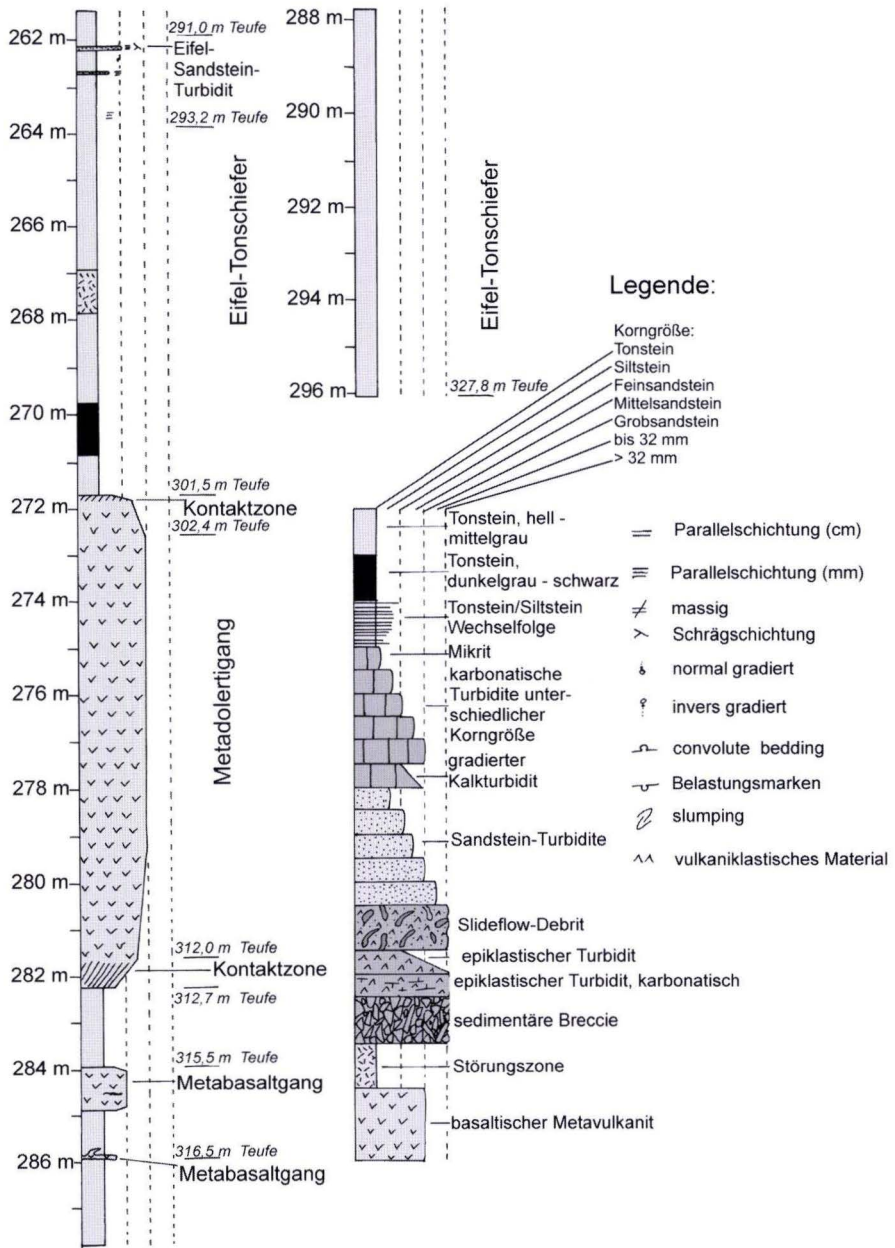 262 m
264 m
266 m
268 m
270 m
272 m
274 m
276 m
278 m
280 m
282 m
284 m
286 m
291,0 m Teufe
Eifel-
Sandstein-
Turbidit
293,2 m Teufe
Eifel-Tonschiefer
301,5 m Teufe
Kontaktzone
302,4 m Teufe
Metadolertigang
312,0 m Teufe
Kontaktzone
312,7 m Teufe
315,5 m Teufe
Metabasaltgang
316,5 m Teufe
Metabasaltgang
288 m
290 m
292 m
294 m
296 m
Eifel-Tonschiefer
327,8 m Teufe
Legende:
Korngröße:
Tonstein
Siltstein
Feinsandstein
Mittelsandstein
Grobsandstein
bis 32 mm
> 32 mm
Tonstein, hell -
mittelgrau
Tonstein,
dunkelgrau - schwarz
Tonstein/Siltstein
Wechselfolge
Mikrit
karbonatische
Turbidite unter-
schiedlicher
Korngröße
gradierter
Kalkturbidit
Sandstein-Turbidite
Slideflow-Debrit
epiklastischer Turbidit
epiklastischer Turbidit, karbonatisch
sedimentäre Breccie
Störungszone
basaltischer Metavulkanit
Parallelschichtung (cm)
Parallelschichtung (mm)
massig
Schrägschichtung
normal gradiert
invers gradiert
convolute bedding
Belastungsmarken
slumping
vulkaniklastisches Material